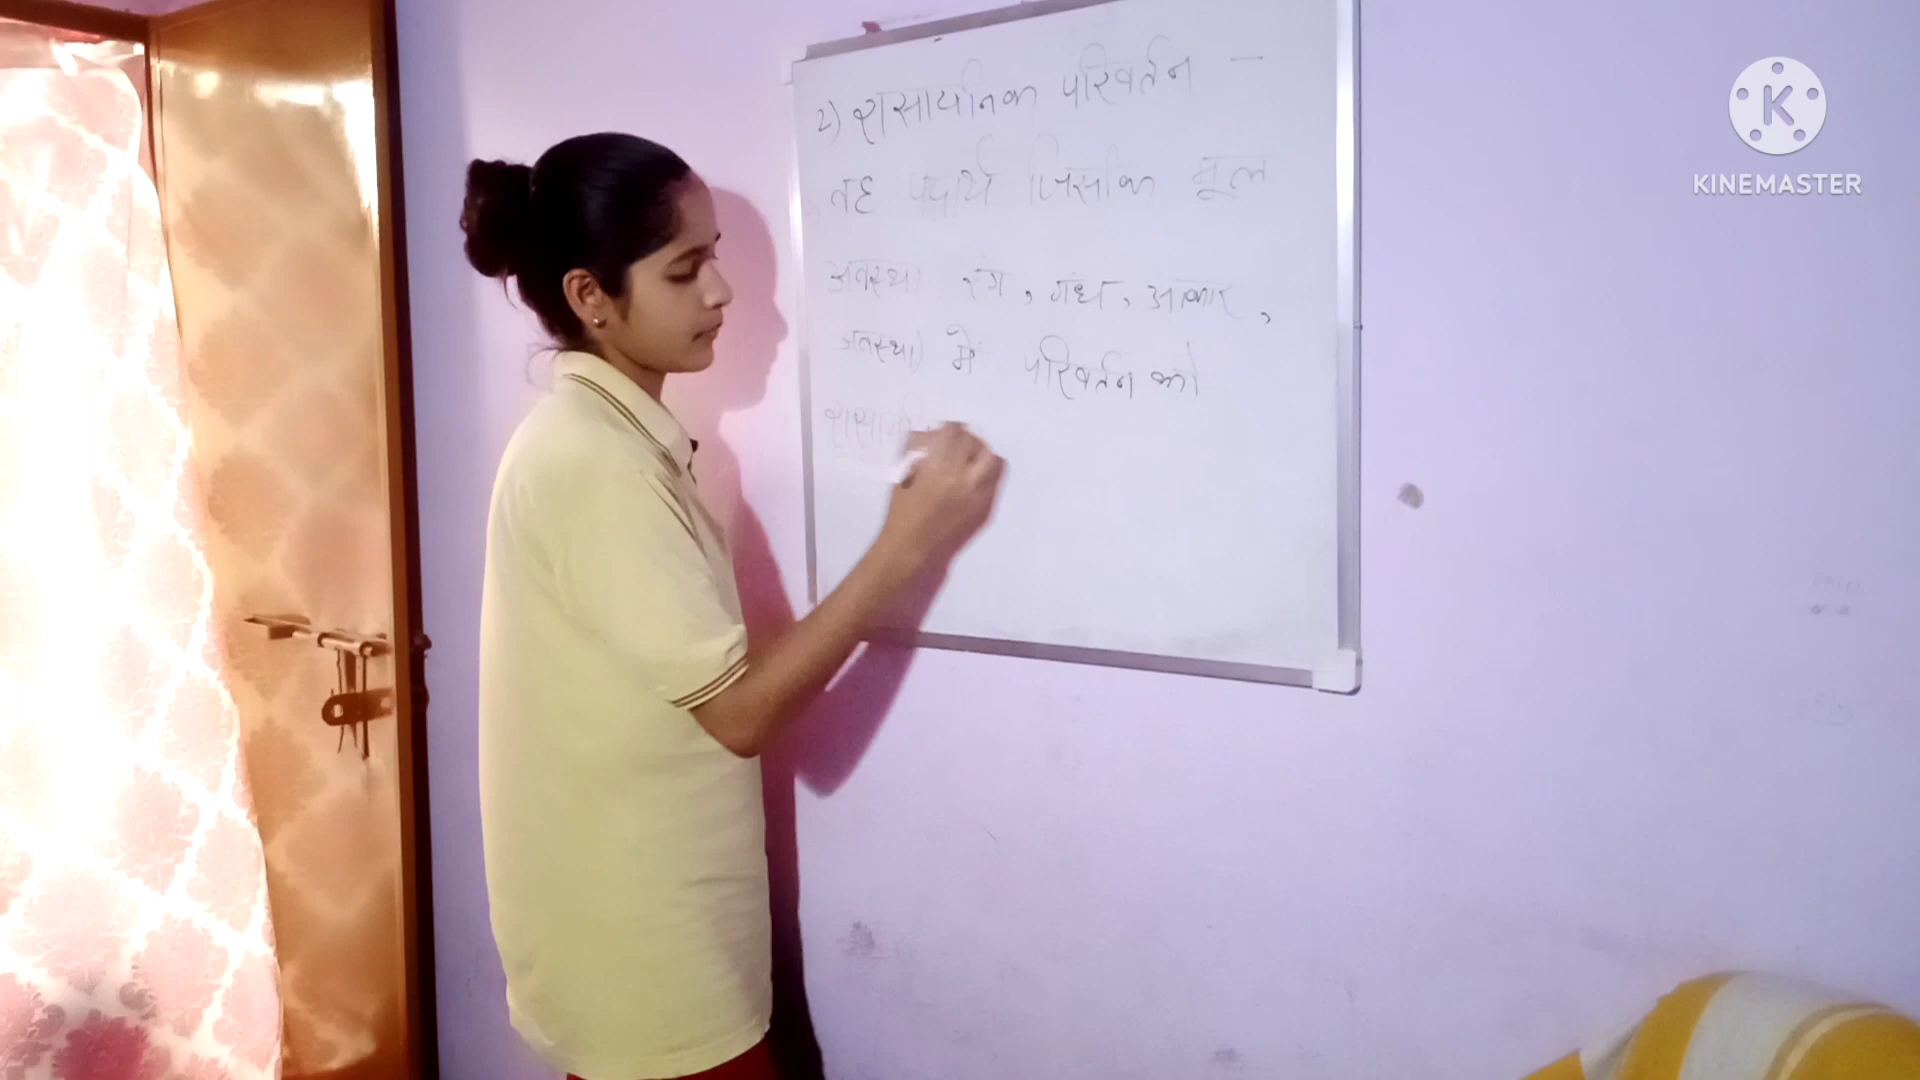 2) रासायनिक परिवर्तन -
वह पदार्थ जिसके मूल
अवस्था रंग, गंध, आकार,
अवस्था) में परिवर्तन को
KINEMASTER